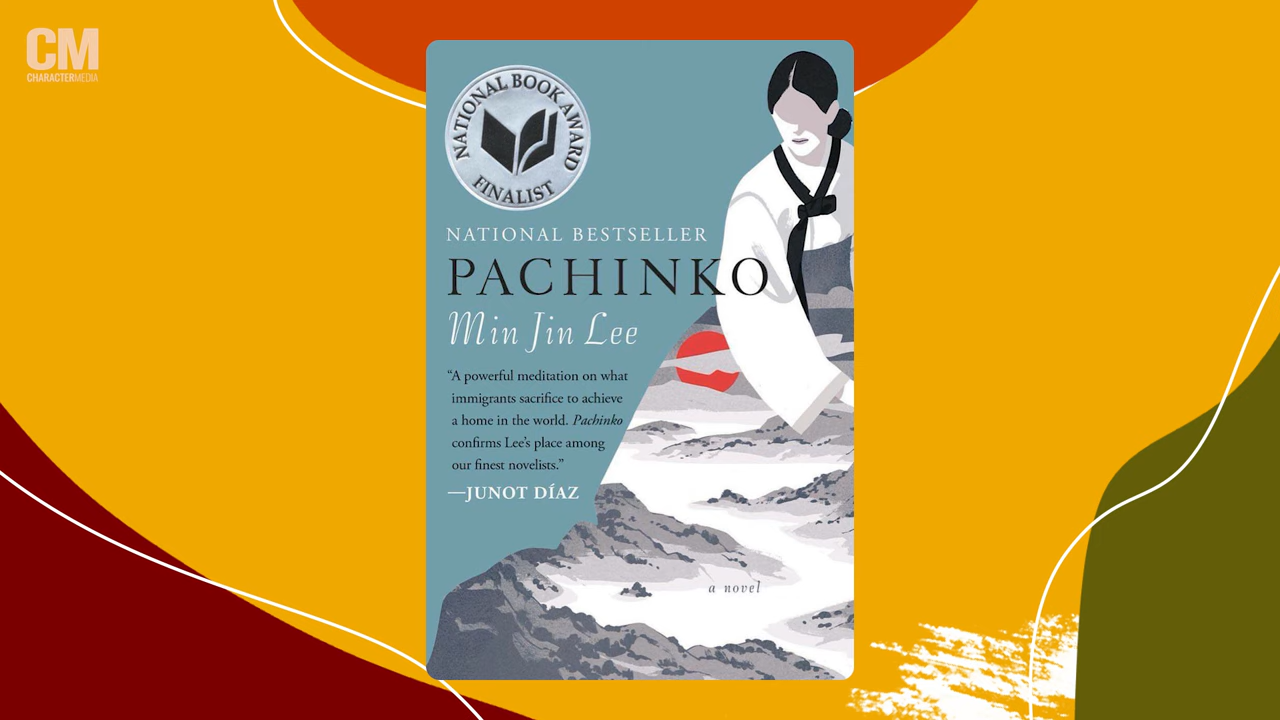 CM
CHARACTERMEDIA
NATIONAL BOOK AWARD
FINALIST
NATIONAL BESTSELLER
PACHINKO
Min Jin Lee
“A powerful meditation on what
immigrants sacrifice to achieve
a home in the world. Pachinko
confirms Lee’s place among
our finest novelists.”
—JUNOT DÍAZ
a novel